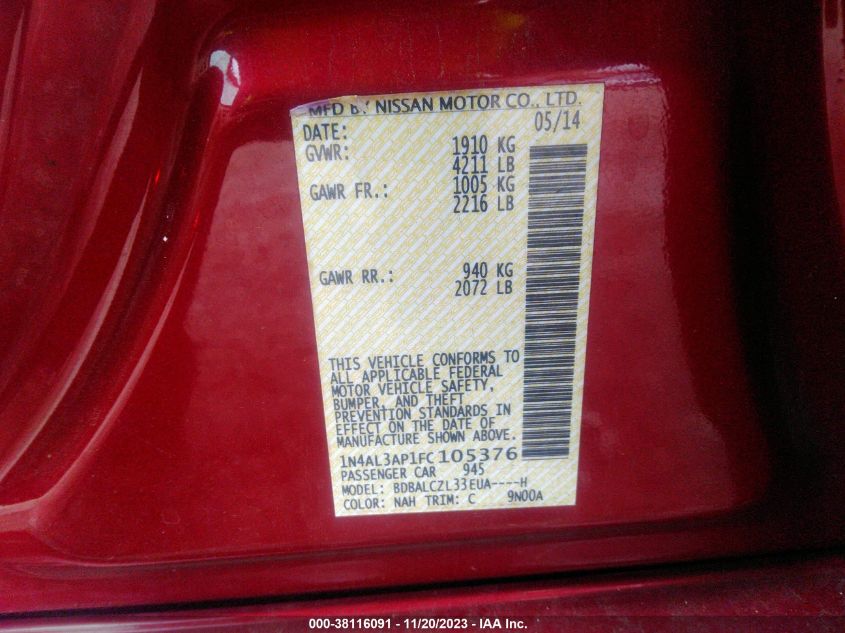 MFD BY NISSAN MOTOR CO., LTD.
DATE: 05/14
GVWR: 1910 KG
4211 LB
GAWR FR.: 1005 KG
2216 LB
GAWR RR.: 940 KG
2072 LB
THIS VEHICLE CONFORMS TO
ALL APPLICABLE FEDERAL
MOTOR VEHICLE SAFETY,
BUMPER, AND THEFT
PREVENTION STANDARDS IN
EFFECT ON THE DATE OF
MANUFACTURE SHOWN ABOVE.
1N4AL3AP1FC105376
PASSENGER CAR 945
MODEL: BDBALCZL33EUA----H
COLOR: NAH TRIM: C 9N00A
000-38116091 - 11/20/2023 - IAA Inc.